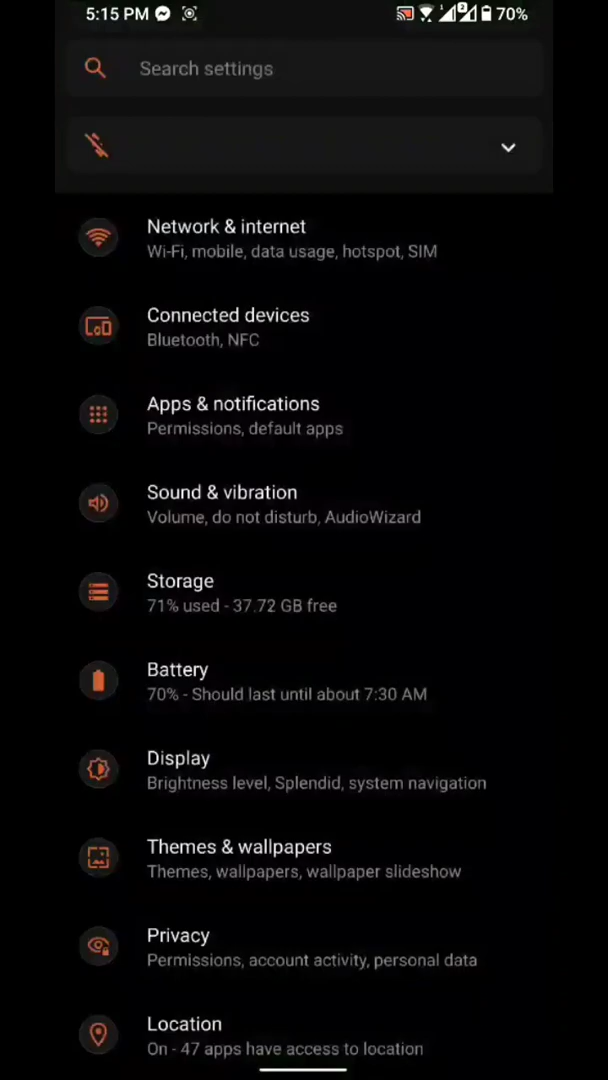 5:15 PM 70%
Search settings
Network & internet
Wi-Fi, mobile, data usage, hotspot, SIM
Connected devices
Bluetooth, NFC
Apps & notifications
Permissions, default apps
Sound & vibration
Volume, do not disturb, AudioWizard
Storage
71% used - 37.72 GB free
Battery
70% - Should last until about 7:30 AM
Display
Brightness level, Splendid, system navigation
Themes & wallpapers
Themes, wallpapers, wallpaper slideshow
Privacy
Permissions, account activity, personal data
Location
On - 47 apps have access to location